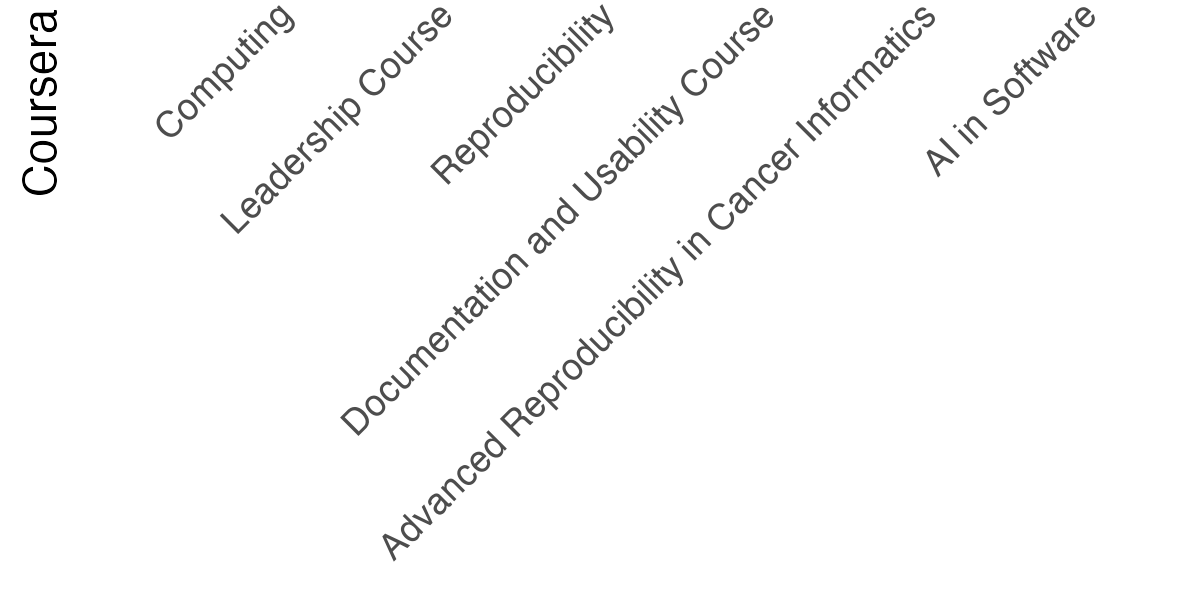 Coursera
Computing
Leadership Course
Reproducibility
Documentation and Usability Course
Advanced Reproducibility in Cancer Informatics
AI in Software